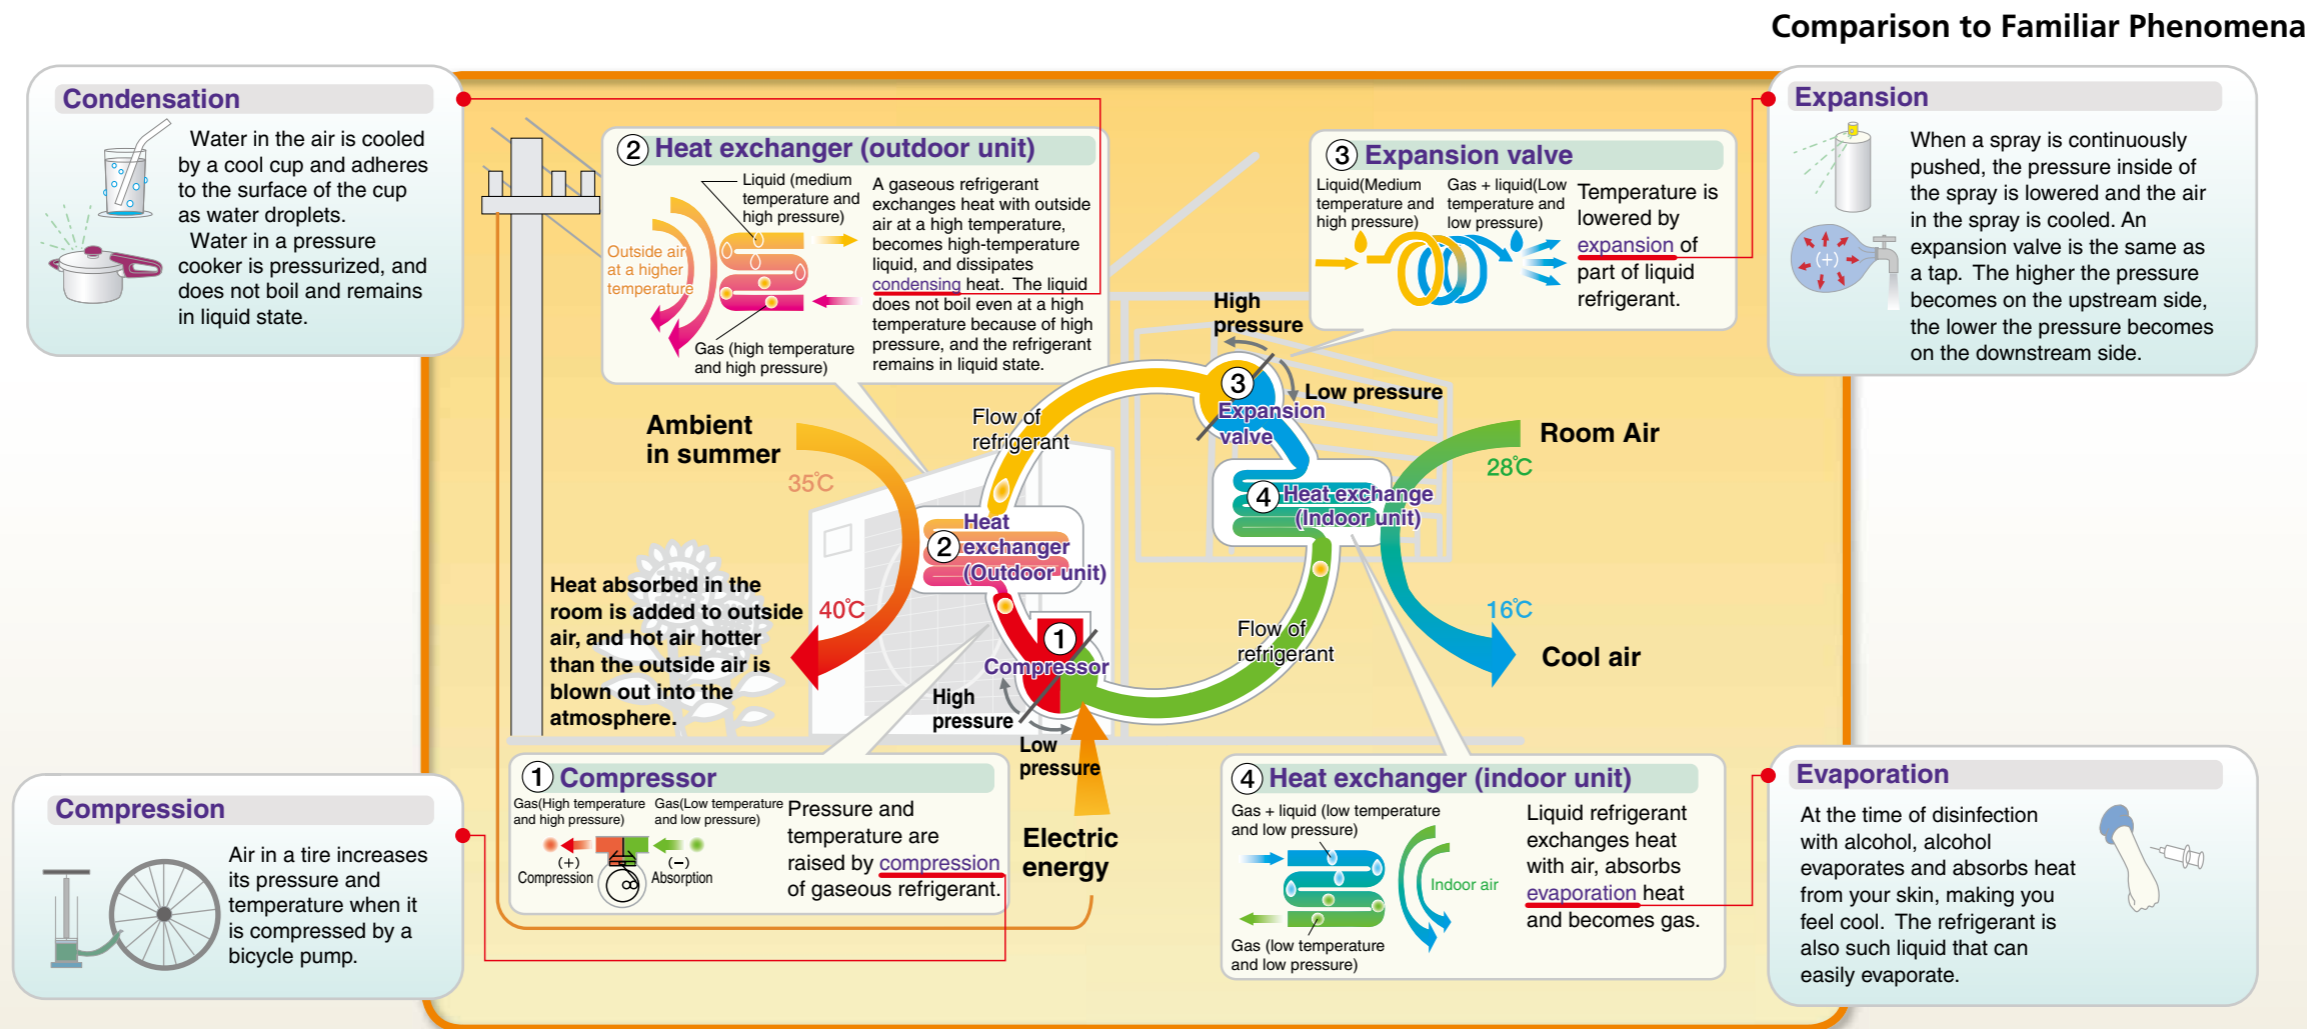 Comparison to Familiar Phenomena
Condensation
Water in the air is cooled
by a cool cup and adheres
to the surface of the cup
as water droplets.
Water in a pressure
cooker is pressurized, and
does not boil and remains
in liquid state.
② Heat exchanger (outdoor unit)
Liquid (medium
temperature and
high pressure)
Outside air
at a higher
temperature
Gas (high temperature
and high pressure)
A gaseous refrigerant
exchanges heat with outside
air at a high temperature,
becomes high-temperature
liquid, and dissipates
condensing heat. The liquid
does not boil even at a high
temperature because of high
pressure, and the refrigerant
remains in liquid state.
③ Expansion valve
Liquid(Medium
temperature and
high pressure)
Gas + liquid(Low
temperature and
low pressure)
Temperature is
lowered by
expansion of
part of liquid
refrigerant.
Expansion
When a spray is continuously
pushed, the pressure inside of
the spray is lowered and the air
in the spray is cooled. An
expansion valve is the same as
a tap. The higher the pressure
becomes on the upstream side,
the lower the pressure becomes
on the downstream side.
(+)
High
pressure
Low pressure
③
Expansion
valve
Flow of
refrigerant
Ambient
in summer
35℃
40℃
Heat absorbed in the
room is added to outside
air, and hot air hotter
than the outside air is
blown out into the
atmosphere.
② Heat
exchanger
(Outdoor unit)
①
Compressor
High
pressure
Low
pressure
④ Heat exchange
(Indoor unit)
Flow of
refrigerant
Room Air
28℃
16℃
Cool air
Electric
energy
① Compressor
Gas(High temperature
and high pressure)
Gas(Low temperature
and low pressure)
(+)
Compression
(−)
Absorption
Pressure and
temperature are
raised by compression
of gaseous refrigerant.
Compression
Air in a tire increases
its pressure and
temperature when it
is compressed by a
bicycle pump.
④ Heat exchanger (indoor unit)
Gas + liquid (low temperature
and low pressure)
Indoor air
Gas (low temperature
and low pressure)
Liquid refrigerant
exchanges heat
with air, absorbs
evaporation heat
and becomes gas.
Evaporation
At the time of disinfection
with alcohol, alcohol
evaporates and absorbs heat
from your skin, making you
feel cool. The refrigerant is
also such liquid that can
easily evaporate.